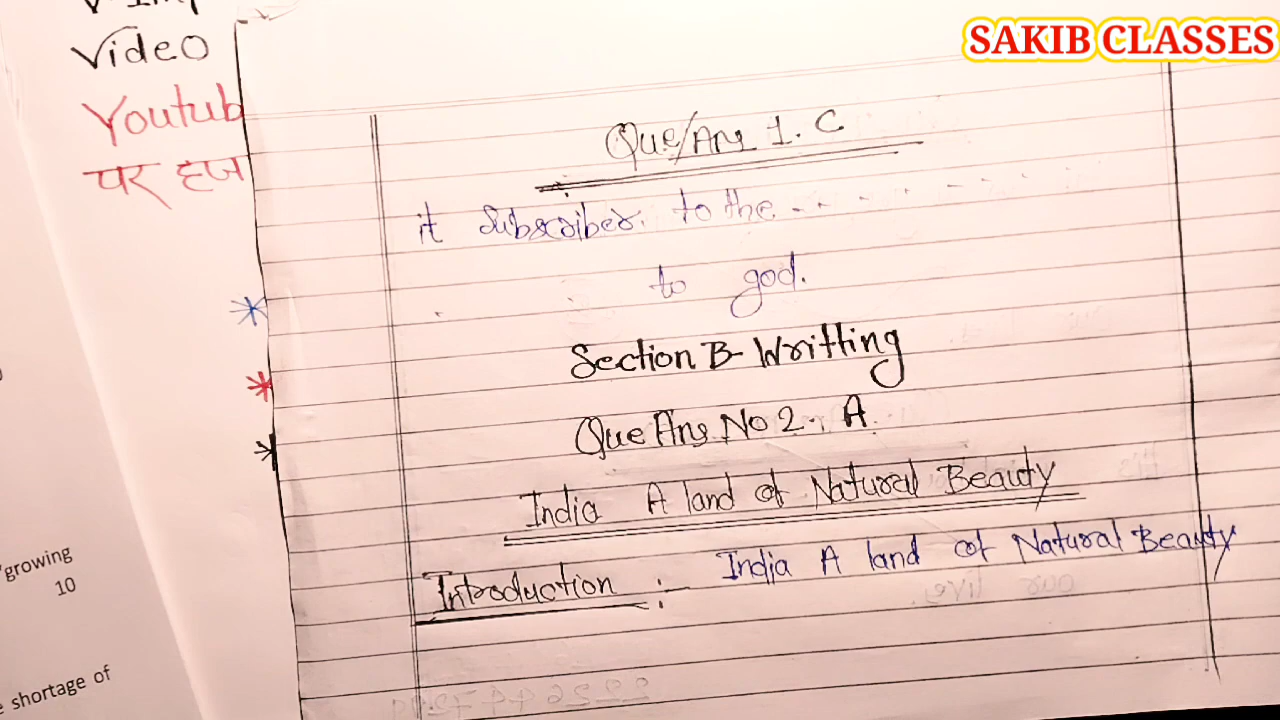 SAKIB CLASSES
Video
Youtub
पर हज
Que/Ans 1. C
it subscriber to the - - - - - - - -
to god.
Section B- Writting
Que Ans No 2. A
India A land of Natural Beauty
Introduction :- India A land of Natural Beauty
growing
10
shortage of